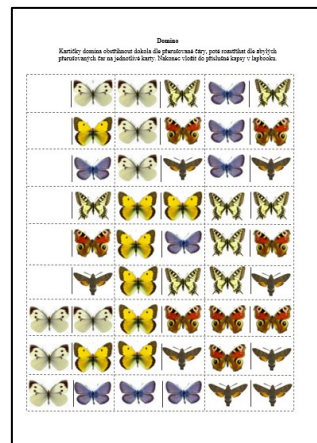 Domino
Kartičky domina obstřihnout dokola dle přerušované čáry, poté rozstříhat dle zbylých
přerušovaných čar na jednotlivé karty. Nakonec vložit do příslušné kapsy v lapbooku.